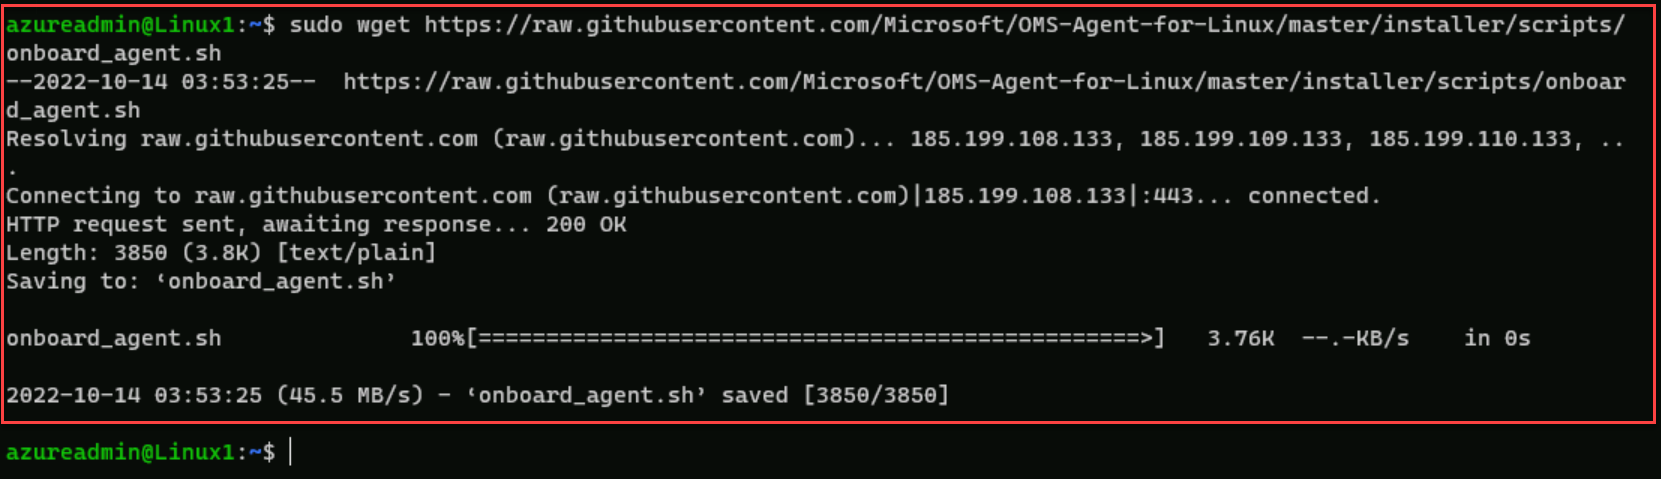 azureadmin@Linux1:~$ sudo wget https://raw.githubusercontent.com/Microsoft/OMS-Agent-for-Linux/master/installer/scripts/
onboard_agent.sh
--2022-10-14 03:53:25--  https://raw.githubusercontent.com/Microsoft/OMS-Agent-for-Linux/master/installer/scripts/onboar
d_agent.sh
Resolving raw.githubusercontent.com (raw.githubusercontent.com)... 185.199.108.133, 185.199.109.133, 185.199.110.133, ..
.
Connecting to raw.githubusercontent.com (raw.githubusercontent.com)|185.199.108.133|:443... connected.
HTTP request sent, awaiting response... 200 OK
Length: 3850 (3.8K) [text/plain]
Saving to: ‘onboard_agent.sh’
onboard_agent.sh              100%[=================================================>]   3.76K  --.-KB/s    in 0s
2022-10-14 03:53:25 (45.5 MB/s) - ‘onboard_agent.sh’ saved [3850/3850]
azureadmin@Linux1:~$